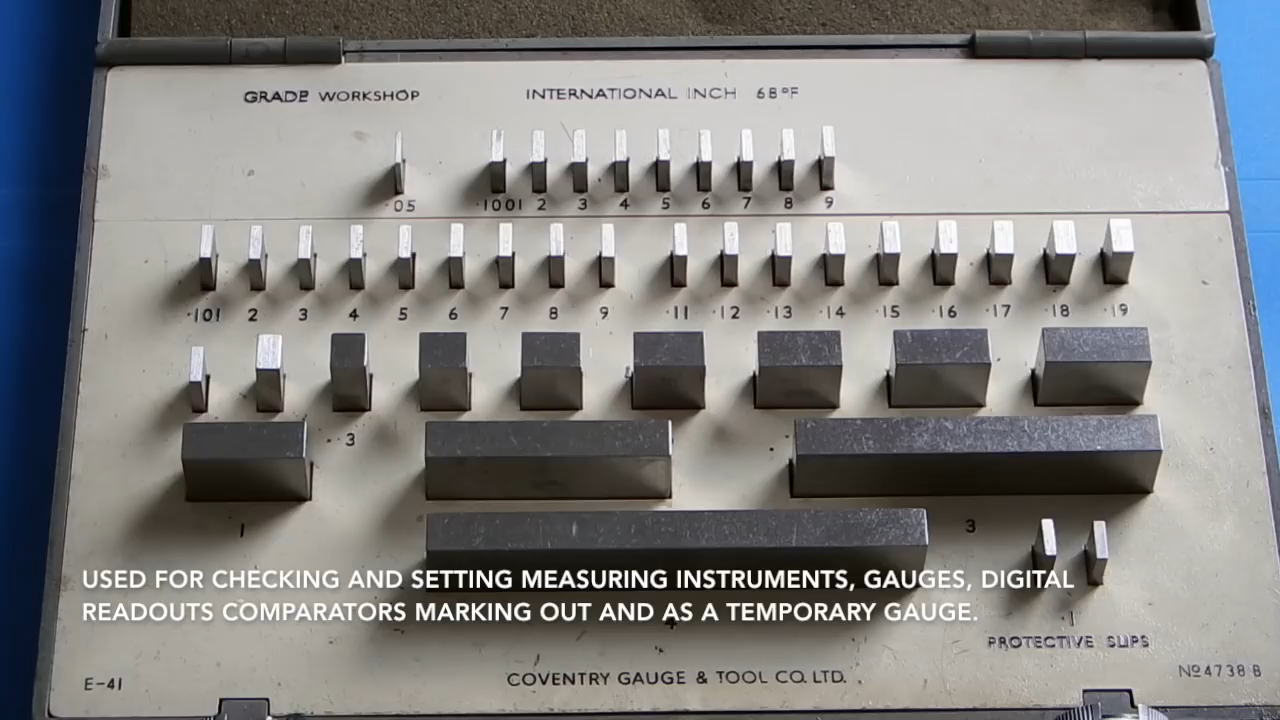 GRADE WORKSHOP INTERNATIONAL INCH 68°F
·05 ·1001 2 3 4 5 6 7 8 9
·101 2 3 4 5 6 7 8 9 ·11 ·12 ·13 ·14 ·15 ·16 ·17 ·18 ·19
·3
1
3
USED FOR CHECKING AND SETTING MEASURING INSTRUMENTS, GAUGES, DIGITAL
READOUTS COMPARATORS MARKING OUT AND AS A TEMPORARY GAUGE.
4
·1
PROTECTIVE SLIPS
E-41 COVENTRY GAUGE & TOOL CO. LTD. No 4738 B